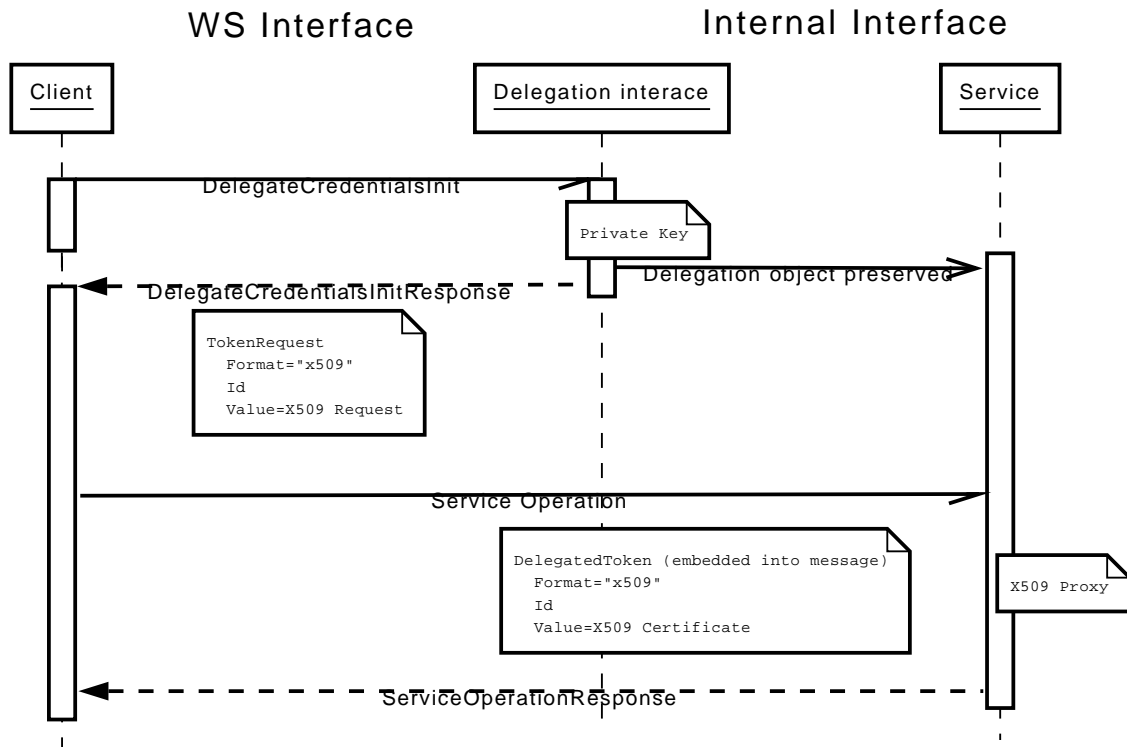 WS Interface
Internal Interface
Client
Delegation interace
Service
DelegateCredentialsInit
Private Key
Delegation object preserved
DelegateCredentialsInitResponse
TokenRequest
Format="x509"
Id
Value=X509 Request
Service Operation
DelegatedToken (embedded into message)
Format="x509"
Id
Value=X509 Certificate
X509 Proxy
ServiceOperationResponse